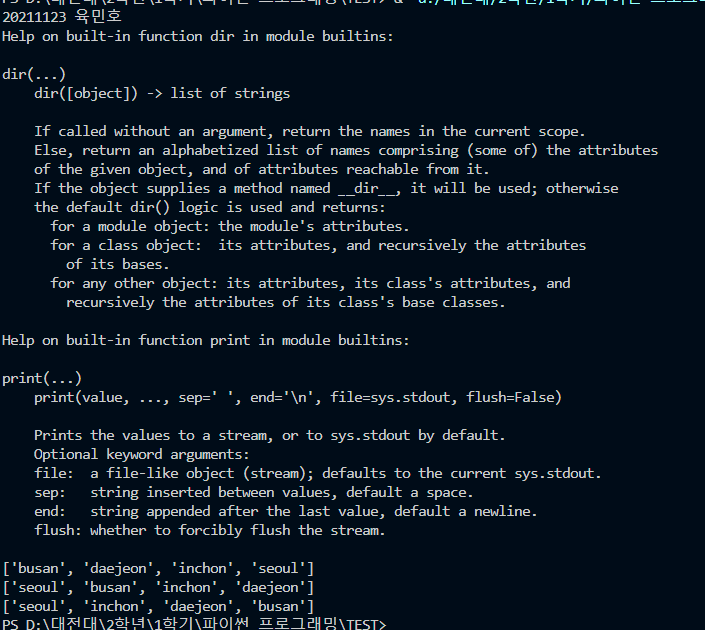 20211123 육민호
Help on built-in function dir in module builtins:
dir(...)
dir([object]) -> list of strings
If called without an argument, return the names in the current scope.
Else, return an alphabetized list of names comprising (some of) the attributes
of the given object, and of attributes reachable from it.
If the object supplies a method named __dir__, it will be used; otherwise
the default dir() logic is used and returns:
for a module object: the module's attributes.
for a class object:  its attributes, and recursively the attributes
of its bases.
for any other object: its attributes, its class's attributes, and
recursively the attributes of its class's base classes.
Help on built-in function print in module builtins:
print(...)
print(value, ..., sep=' ', end='\n', file=sys.stdout, flush=False)
Prints the values to a stream, or to sys.stdout by default.
Optional keyword arguments:
file:  a file-like object (stream); defaults to the current sys.stdout.
sep:   string inserted between values, default a space.
end:   string appended after the last value, default a newline.
flush: whether to forcibly flush the stream.
['busan', 'daejeon', 'inchon', 'seoul']
['seoul', 'busan', 'inchon', 'daejeon']
['seoul', 'inchon', 'daejeon', 'busan']
PS D:\대전대\2학년\1학기\파이썬 프로그래밍\TEST>